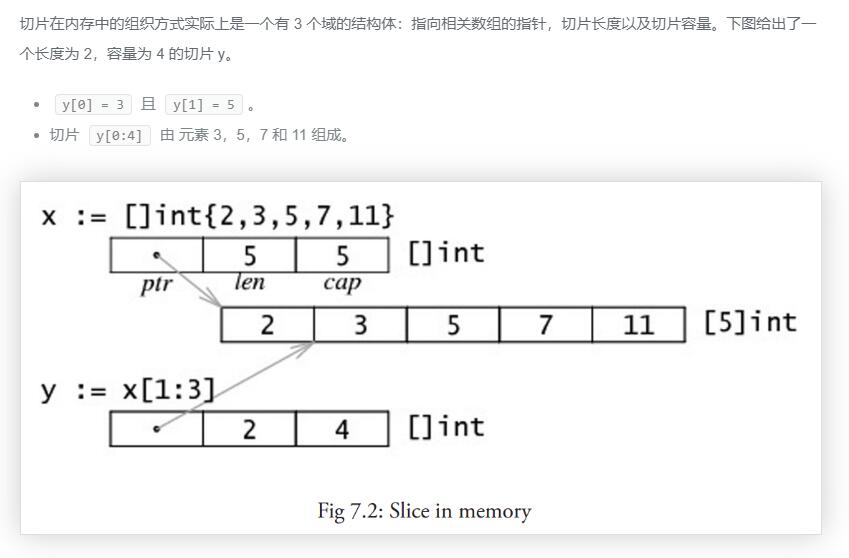 切片在内存中的组织方式实际上是一个有 3 个域的结构体：指向相关数组的指针，切片长度以及切片容量。下图给出了一
个长度为 2，容量为 4 的切片 y。
• y[0] = 3 且 y[1] = 5 。
• 切片 y[0:4] 由 元素 3，5，7 和 11 组成。
x := []int{2,3,5,7,11}
5 5 []int
ptr len cap
2 3 5 7 11 [5]int
y := x[1:3]
2 4 []int
Fig 7.2: Slice in memory